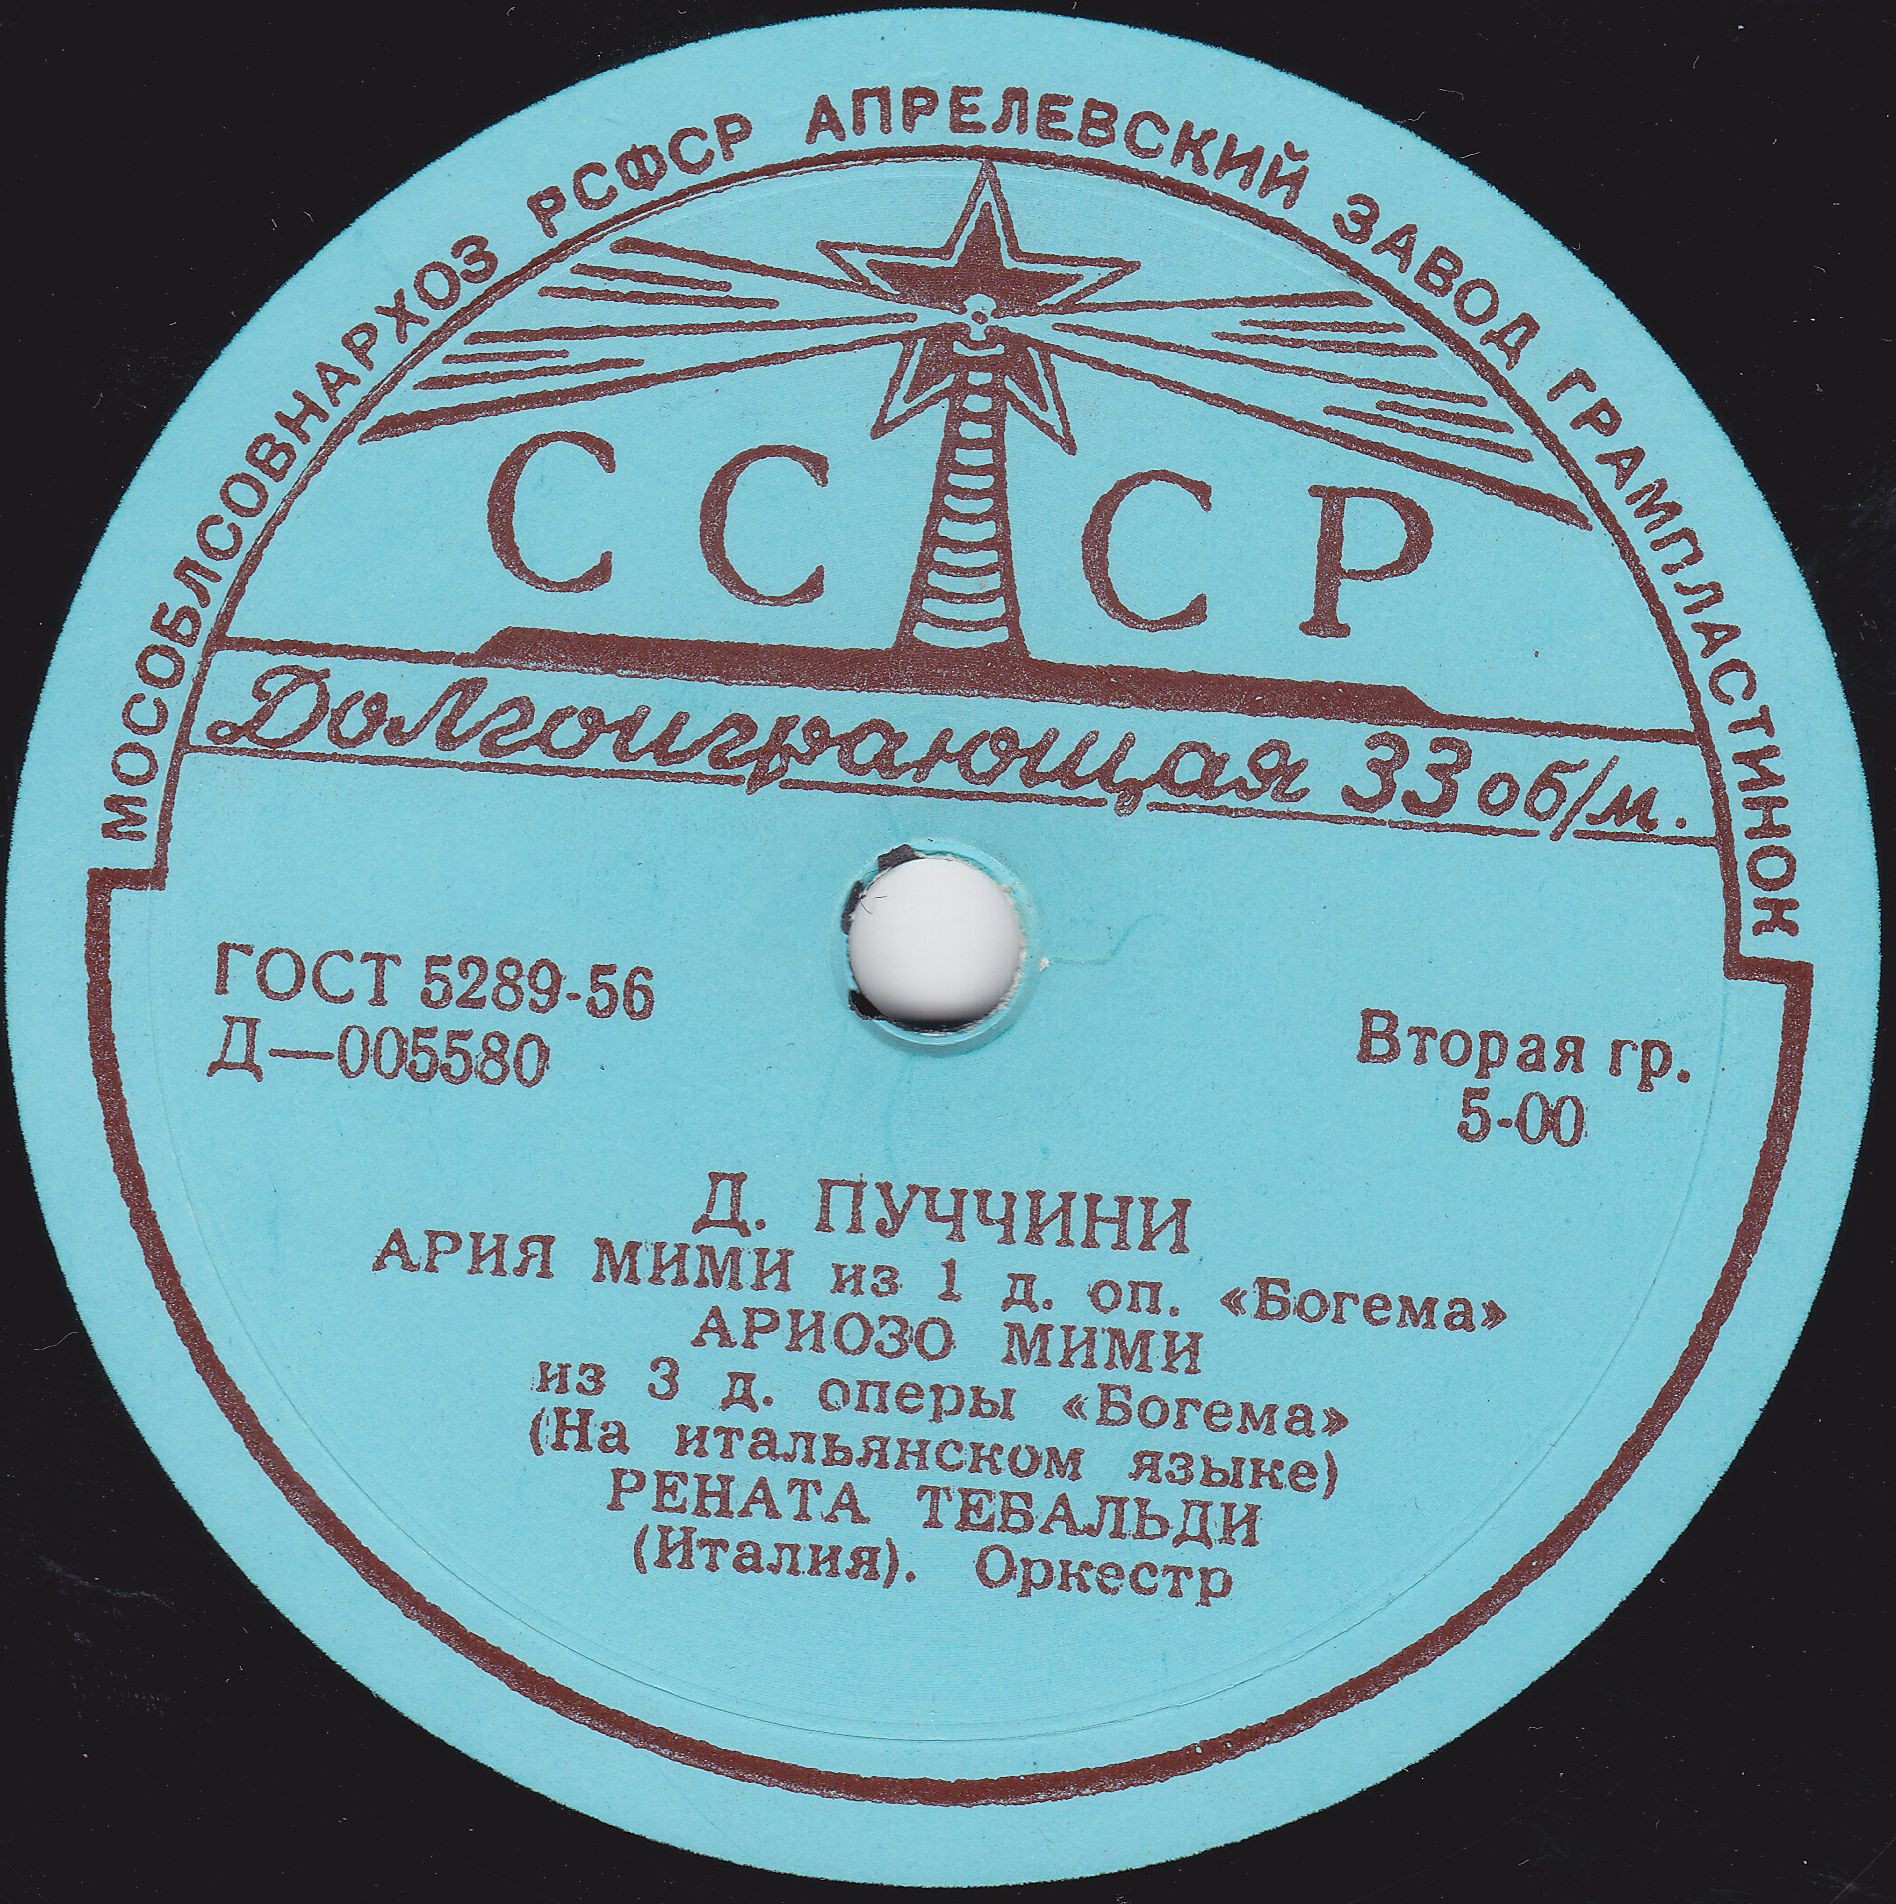 МОСОБЛСОВНАРХОЗ РСФСР АПРЕЛЕВСКИЙ ЗАВОД ГРАМПЛАСТИНОК
СССР
Долгоиграющая 33 об/м.
ГОСТ 5289-56
Д—005580
Вторая гр.
5-00
Д. ПУЧЧИНИ
АРИЯ МИМИ из 1 д. оп. «Богема»
АРИОЗО МИМИ
из 3 д. оперы «Богема»
(На итальянском языке)
РЕНАТА ТЕБАЛЬДИ
(Италия). Оркестр